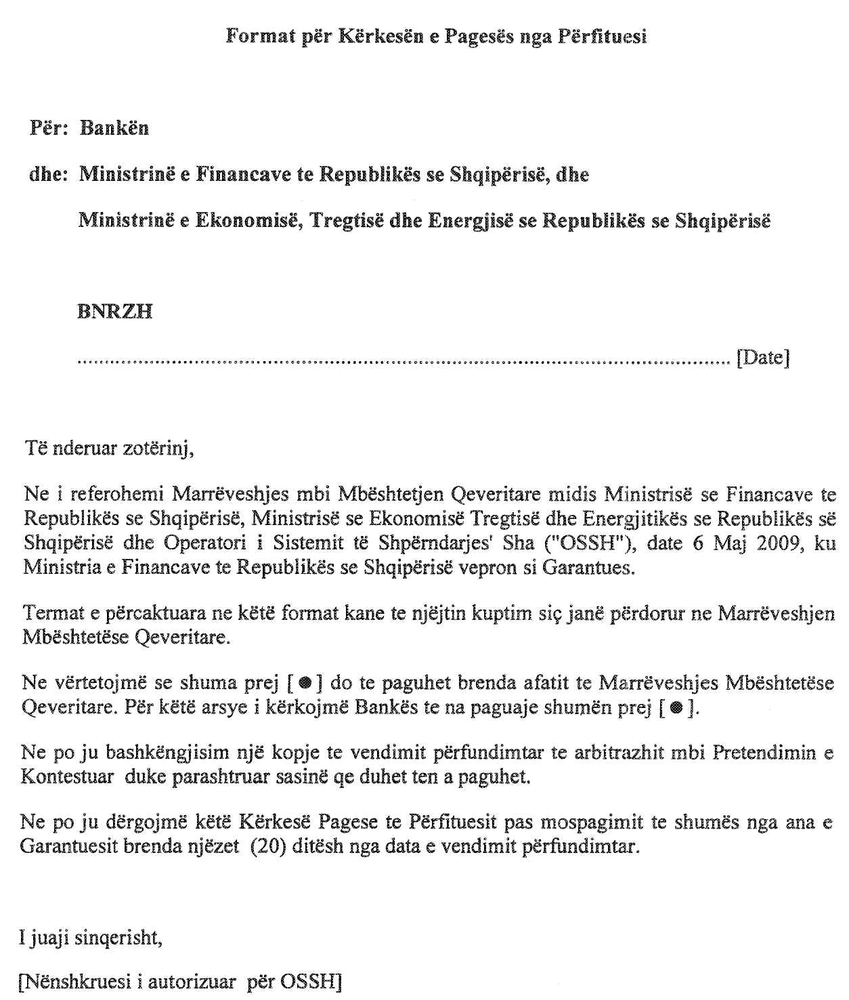 Format për Kërkesën e Pagesës nga Përfituesi
Për: Bankën
dhe: Ministrinë e Financave te Republikës se Shqipërisë, dhe
Ministrinë e Ekonomisë, Tregtisë dhe Energjisë se Republikës se Shqipërisë
BNRZH
........................................................................................................................ [Date]
Të nderuar zotërinj,
Ne i referohemi Marrëveshjes mbi Mbështetjen Qeveritare midis Ministrisë se Financave te
Republikës se Shqipërisë, Ministrisë se Ekonomisë Tregtisë dhe Energjitikës se Republikës së
Shqipërisë dhe Operatori i Sistemit të Shpërndarjes' Sha ("OSSH"), date 6 Maj 2009, ku
Ministria e Financave te Republikës se Shqipërisë vepron si Garantues.
Termat e përcaktuara ne këtë format kane te njëjtin kuptim siç janë përdorur ne Marrëveshjen
Mbështetëse Qeveritare.
Ne vërtetojmë se shuma prej [ ● ] do te paguhet brenda afatit te Marrëveshjes Mbështetëse
Qeveritare. Për këtë arsye i kërkojmë Bankës te na paguaje shumën prej [ ● ].
Ne po ju bashkëngjisim një kopje te vendimit përfundimtar te arbitrazhit mbi Pretendimin e
Kontestuar duke parashtruar sasinë qe duhet ten a paguhet.
Ne po ju dërgojmë këtë Kërkesë Pagese te Përfituesit pas mospagimit te shumës nga ana e
Garantuesit brenda njëzet (20) ditësh nga data e vendimit përfundimtar.
I juaji sinqerisht,
[Nënshkruesi i autorizuar për OSSH]